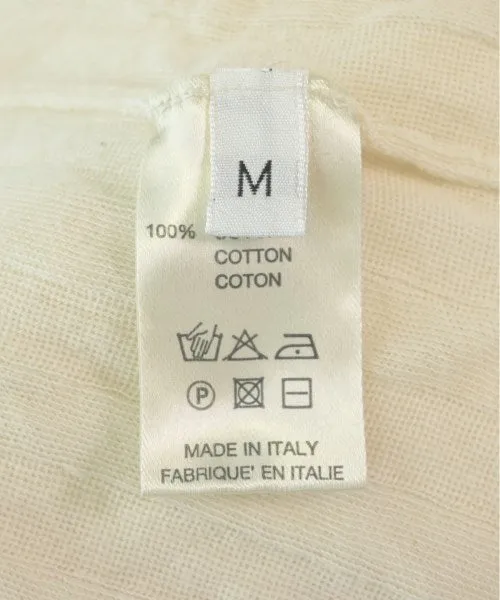 M
100%
COTTON
COTON
P
MADE IN ITALY
FABRIQUE' EN ITALIE